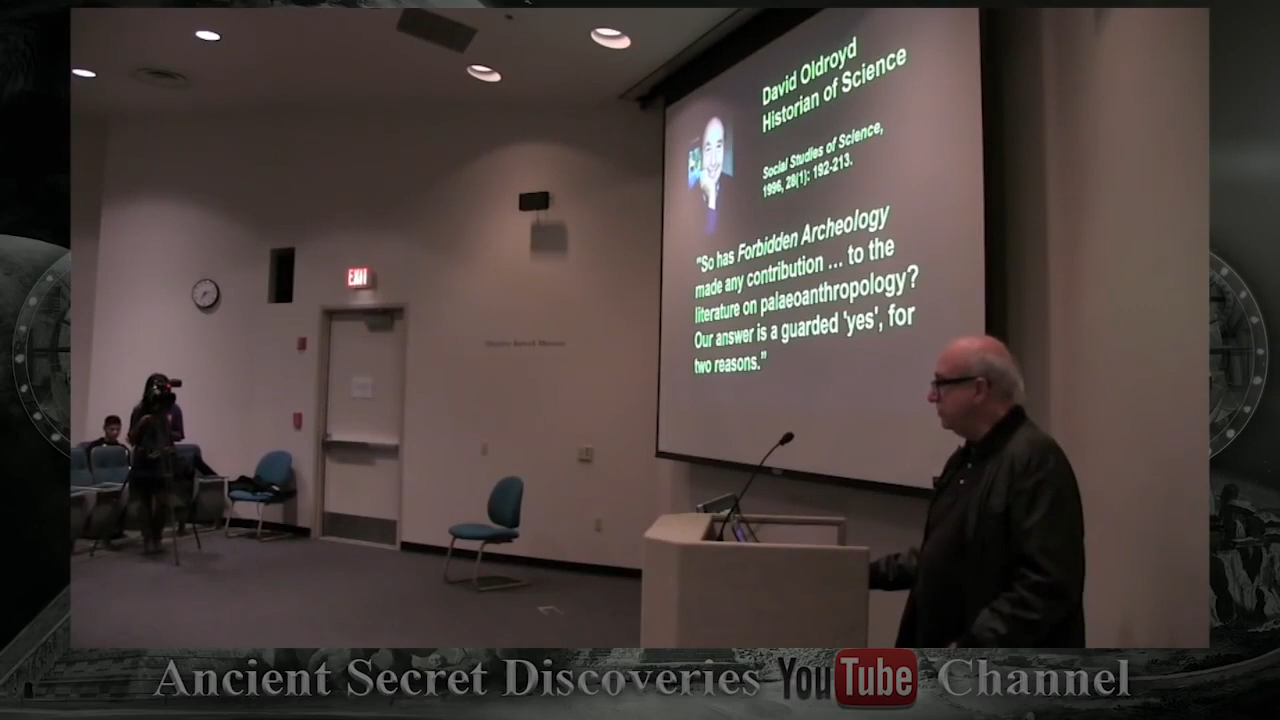 David Oldroyd
Historian of Science
Social Studies of Science,
1996, 28(1): 192-213.
"So has Forbidden Archeology
made any contribution ... to the
literature on palaeoanthropology?
Our answer is a guarded 'yes', for
two reasons."
EXIT
Ancient Secret Discoveries YouTube Channel